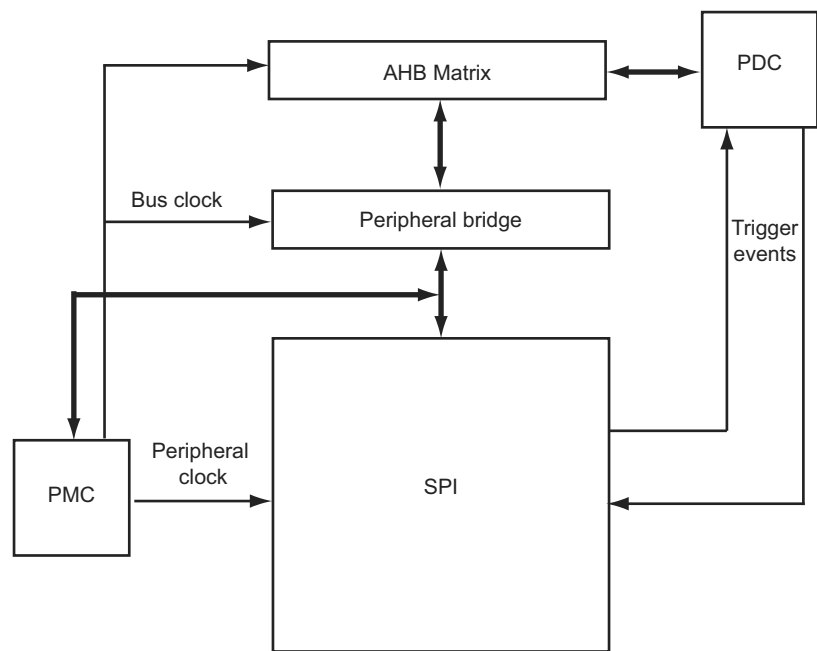 AHB Matrix
PDC
Bus clock
Peripheral bridge
Trigger
events
Peripheral
clock
PMC
SPI